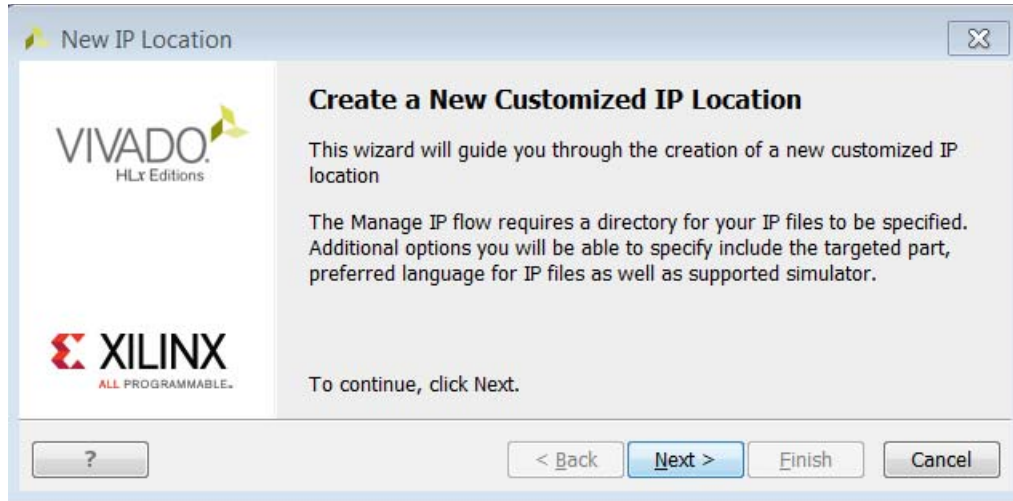 New IP Location
VIVADO.
HLx Editions
Create a New Customized IP Location
This wizard will guide you through the creation of a new customized IP
location
The Manage IP flow requires a directory for your IP files to be specified.
Additional options you will be able to specify include the targeted part,
preferred language for IP files as well as supported simulator.
XILINX
ALL PROGRAMMABLE.
To continue, click Next.
?
< Back
Next >
Finish
Cancel